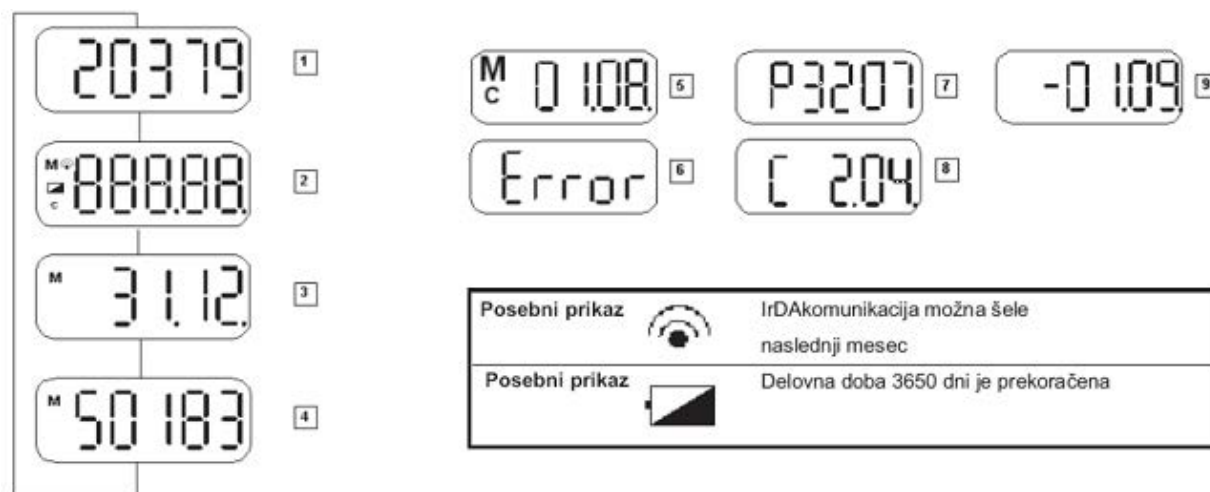 20379
1
M
888.88.
C
2
M
31.12.
3
M
50183
4
M
C
01.08.
5
P3207
7
-01.09.
9
Error
6
C 2.04.
8
Posebni prikaz
IrDAkomunikacija možna šele
naslednji mesec
Posebni prikaz
Delovna doba 3650 dni je prekoračena